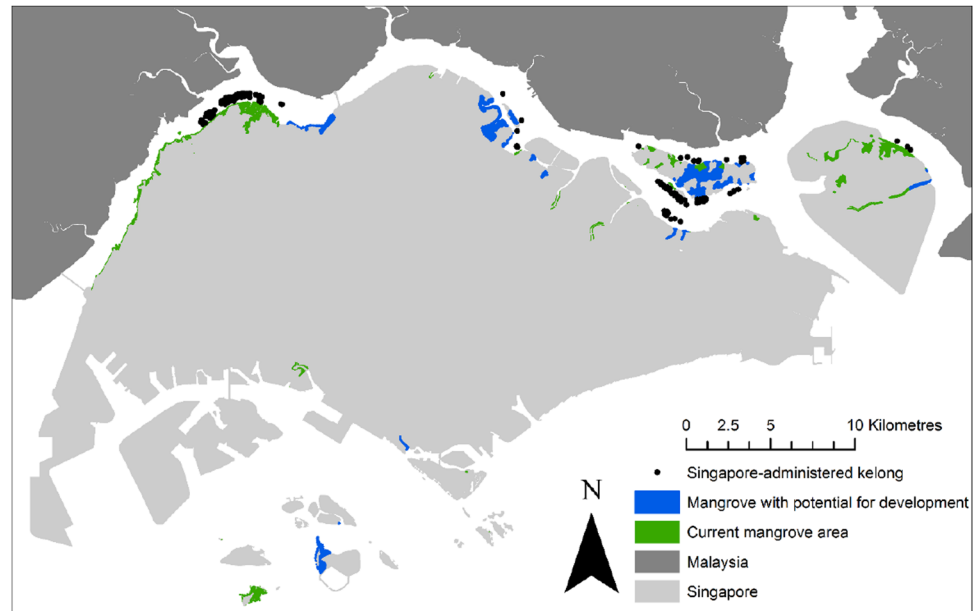 0 2.5 5 10 Kilometres
Singapore-administered kelong
N
Mangrove with potential for development
Current mangrove area
Malaysia
Singapore